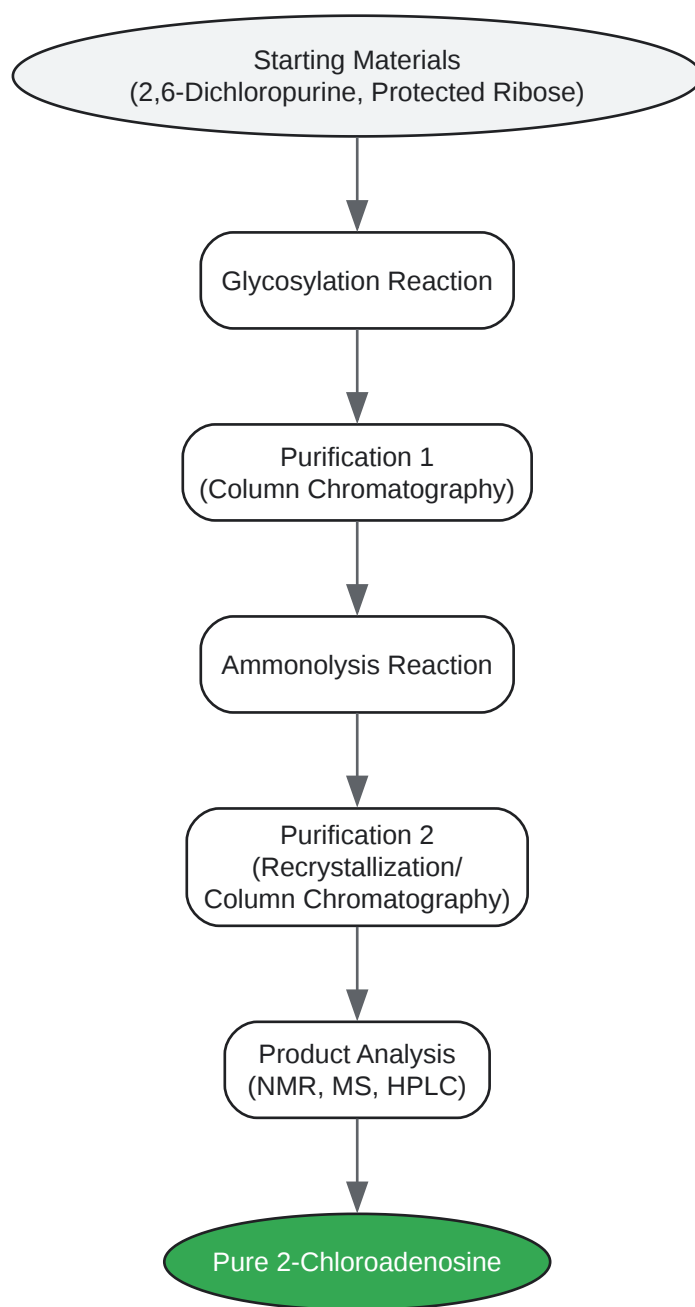 Starting Materials
(2,6-Dichloropurine, Protected Ribose)
Glycosylation Reaction
Purification 1
(Column Chromatography)
Ammonolysis Reaction
Purification 2
(Recrystallization/
Column Chromatography)
Product Analysis
(NMR, MS, HPLC)
Pure 2-Chloroadenosine